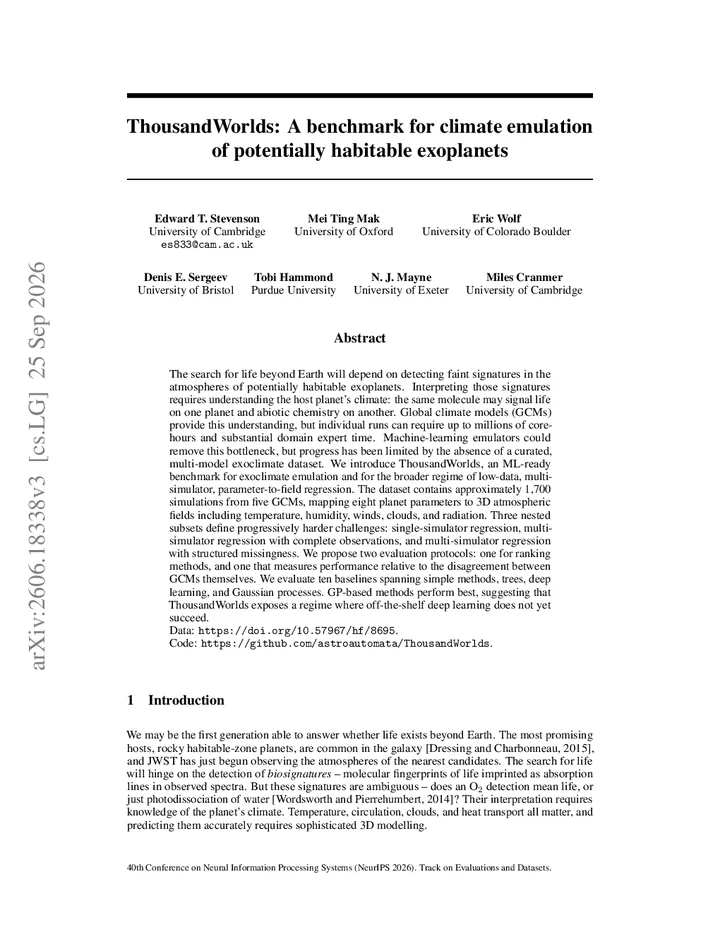 ThousandWorlds: A benchmark for climate emulation
of potentially habitable exoplanets
Edward T. Stevenson
University of Cambridge
es833@cam.ac.uk
Mei Ting Mak
University of Oxford
Eric Wolf
University of Colorado Boulder
Denis E. Sergeev
University of Bristol
Tobi Hammond
Purdue University
N. J. Mayne
University of Exeter
Miles Cranmer
University of Cambridge
arXiv:2606.18338v3 [cs.LG] 25 Sep 2026
Abstract
The search for life beyond Earth will depend on detecting faint signatures in the
atmospheres of potentially habitable exoplanets. Interpreting those signatures
requires understanding the host planet's climate: the same molecule may signal life
on one planet and abiotic chemistry on another. Global climate models (GCMs)
provide this understanding, but individual runs can require up to millions of core-
hours and substantial domain expert time. Machine-learning emulators could
remove this bottleneck, but progress has been limited by the absence of a curated,
multi-model exoclimate dataset. We introduce ThousandWorlds, an ML-ready
benchmark for exoclimate emulation and for the broader regime of low-data, multi-
simulator, parameter-to-field regression. The dataset contains approximately 1,700
simulations from five GCMs, mapping eight planet parameters to 3D atmospheric
fields including temperature, humidity, winds, clouds, and radiation. Three nested
subsets define progressively harder challenges: single-simulator regression, multi-
simulator regression with complete observations, and multi-simulator regression
with structured missingness. We propose two evaluation protocols: one for ranking
methods, and one that measures performance relative to the disagreement between
GCMs themselves. We evaluate ten baselines spanning simple methods, trees, deep
learning, and Gaussian processes. GP-based methods perform best, suggesting that
ThousandWorlds exposes a regime where off-the-shelf deep learning does not yet
succeed.
Data: https://doi.org/10.57967/hf/8695.
Code: https://github.com/astroautomata/ThousandWorlds.
1 Introduction
We may be the first generation able to answer whether life exists beyond Earth. The most promising
hosts, rocky habitable-zone planets, are common in the galaxy [Dressing and Charbonneau, 2015],
and JWST has just begun observing the atmospheres of the nearest candidates. The search for life
will hinge on the detection of biosignatures – molecular fingerprints of life imprinted as absorption
lines in observed spectra. But these signatures are ambiguous – does an O2 detection mean life, or
just photodissociation of water [Wordsworth and Pierrehumbert, 2014]? Their interpretation requires
knowledge of the planet's climate. Temperature, circulation, clouds, and heat transport all matter, and
predicting them accurately requires sophisticated 3D modelling.
40th Conference on Neural Information Processing Systems (NeurIPS 2026). Track on Evaluations and Datasets.